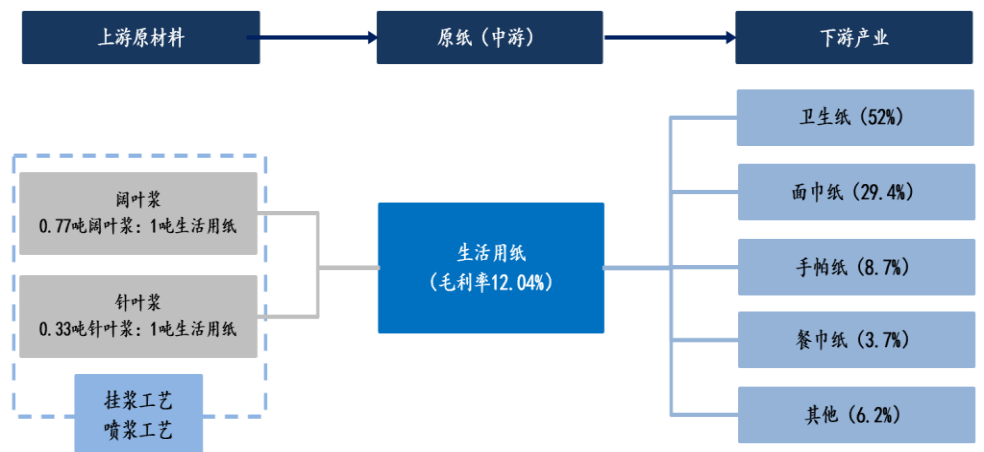 上游原材料
原纸（中游）
下游产业
阔叶浆
0.77吨阔叶浆：1吨生活用纸
针叶浆
0.33吨针叶浆：1吨生活用纸
挂浆工艺
喷浆工艺
生活用纸
（毛利率12.04%）
卫生纸（52%）
面巾纸（29.4%）
手帕纸（8.7%）
餐巾纸（3.7%）
其他（6.2%）